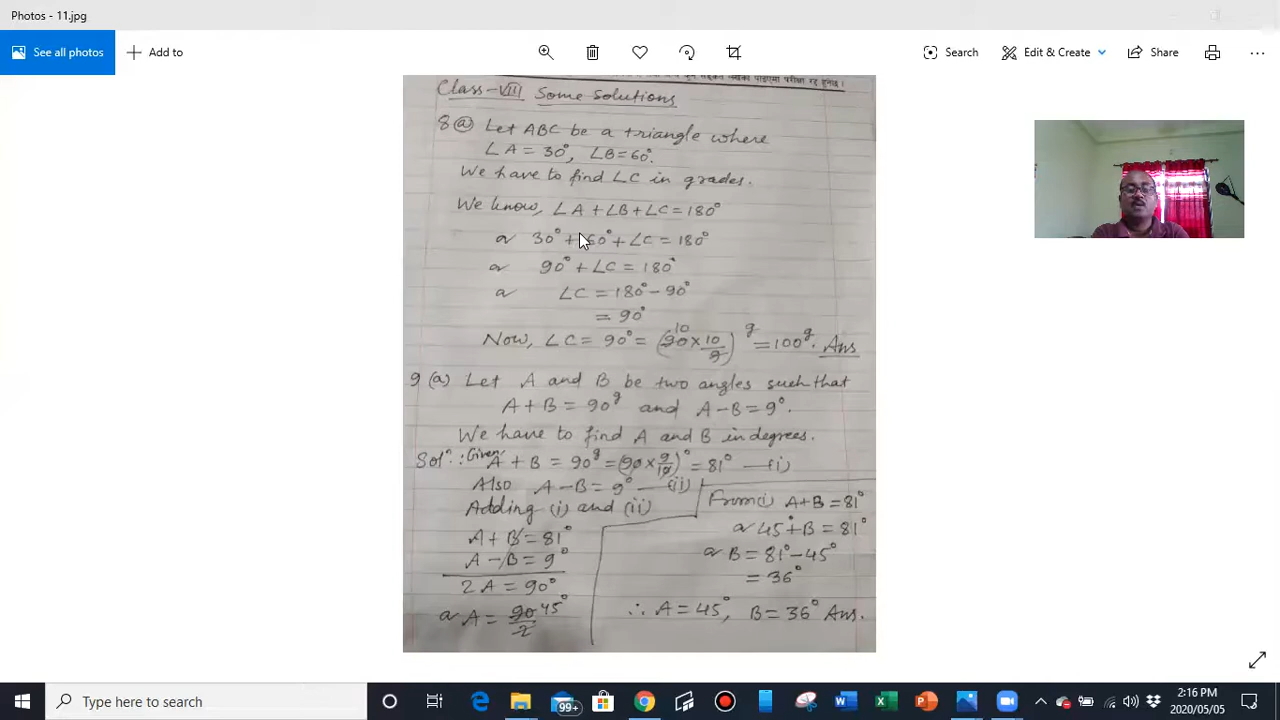 Photos - 11.jpg
See all photos
Add to
Search
Edit & Create
Share
Class-VIII Some Solutions
8 (a) Let ABC be a triangle where
∠A = 30°, ∠B = 60°.
We have to find ∠C in grades.
We know, ∠A + ∠B + ∠C = 180°
or 30° + 60° + ∠C = 180°
or 90° + ∠C = 180°
or ∠C = 180° - 90°
= 90°
Now, ∠C = 90° = (90 × 10/9)^g = 100^g. Ans
10
9 (a) Let A and B be two angles such that
A + B = 90^g and A - B = 9°.
We have to find A and B in degrees.
Solⁿ: Given A + B = 90^g = (90 × 9/10)° = 81° —(i)
Also A - B = 9° —(ii)
Adding (i) and (ii)
A + B = 81°
A - B = 9°
2A = 90°
or A = 90/2 45°
From (i) A + B = 81°
or 45° + B = 81°
or B = 81° - 45°
= 36°
∴ A = 45°, B = 36° Ans.
Type here to search
99+
2:16 PM
2020/05/05